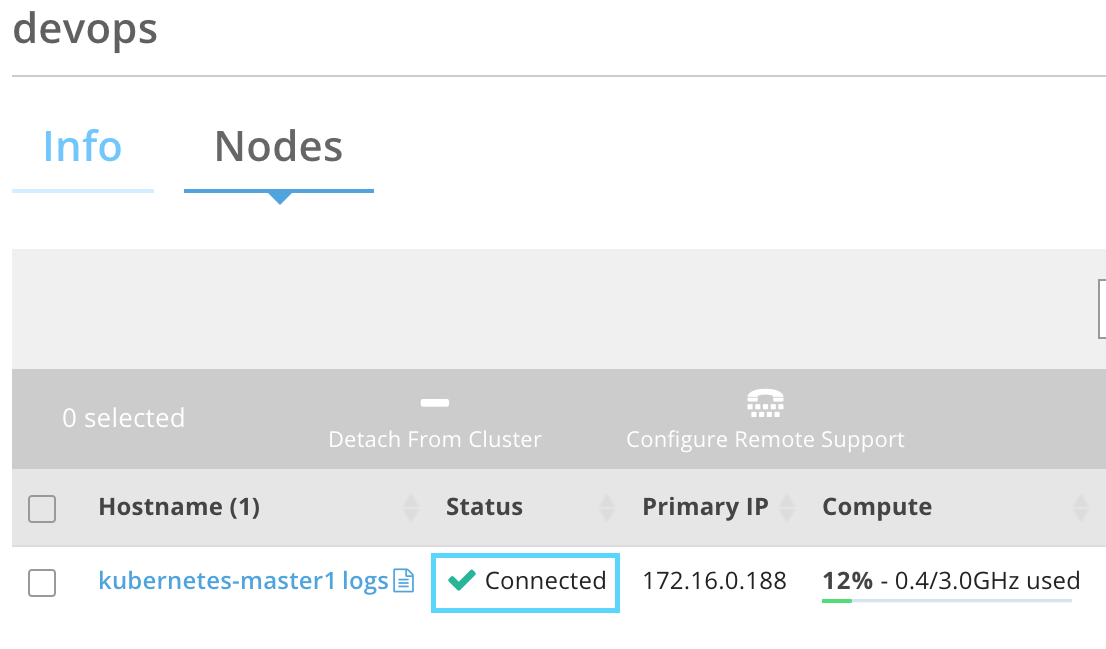 devops
Info Nodes
0 selected Detach From Cluster Configure Remote Support
Hostname (1) Status Primary IP Compute
kubernetes-master1 logs Connected 172.16.0.188 12% - 0.4/3.0GHz used